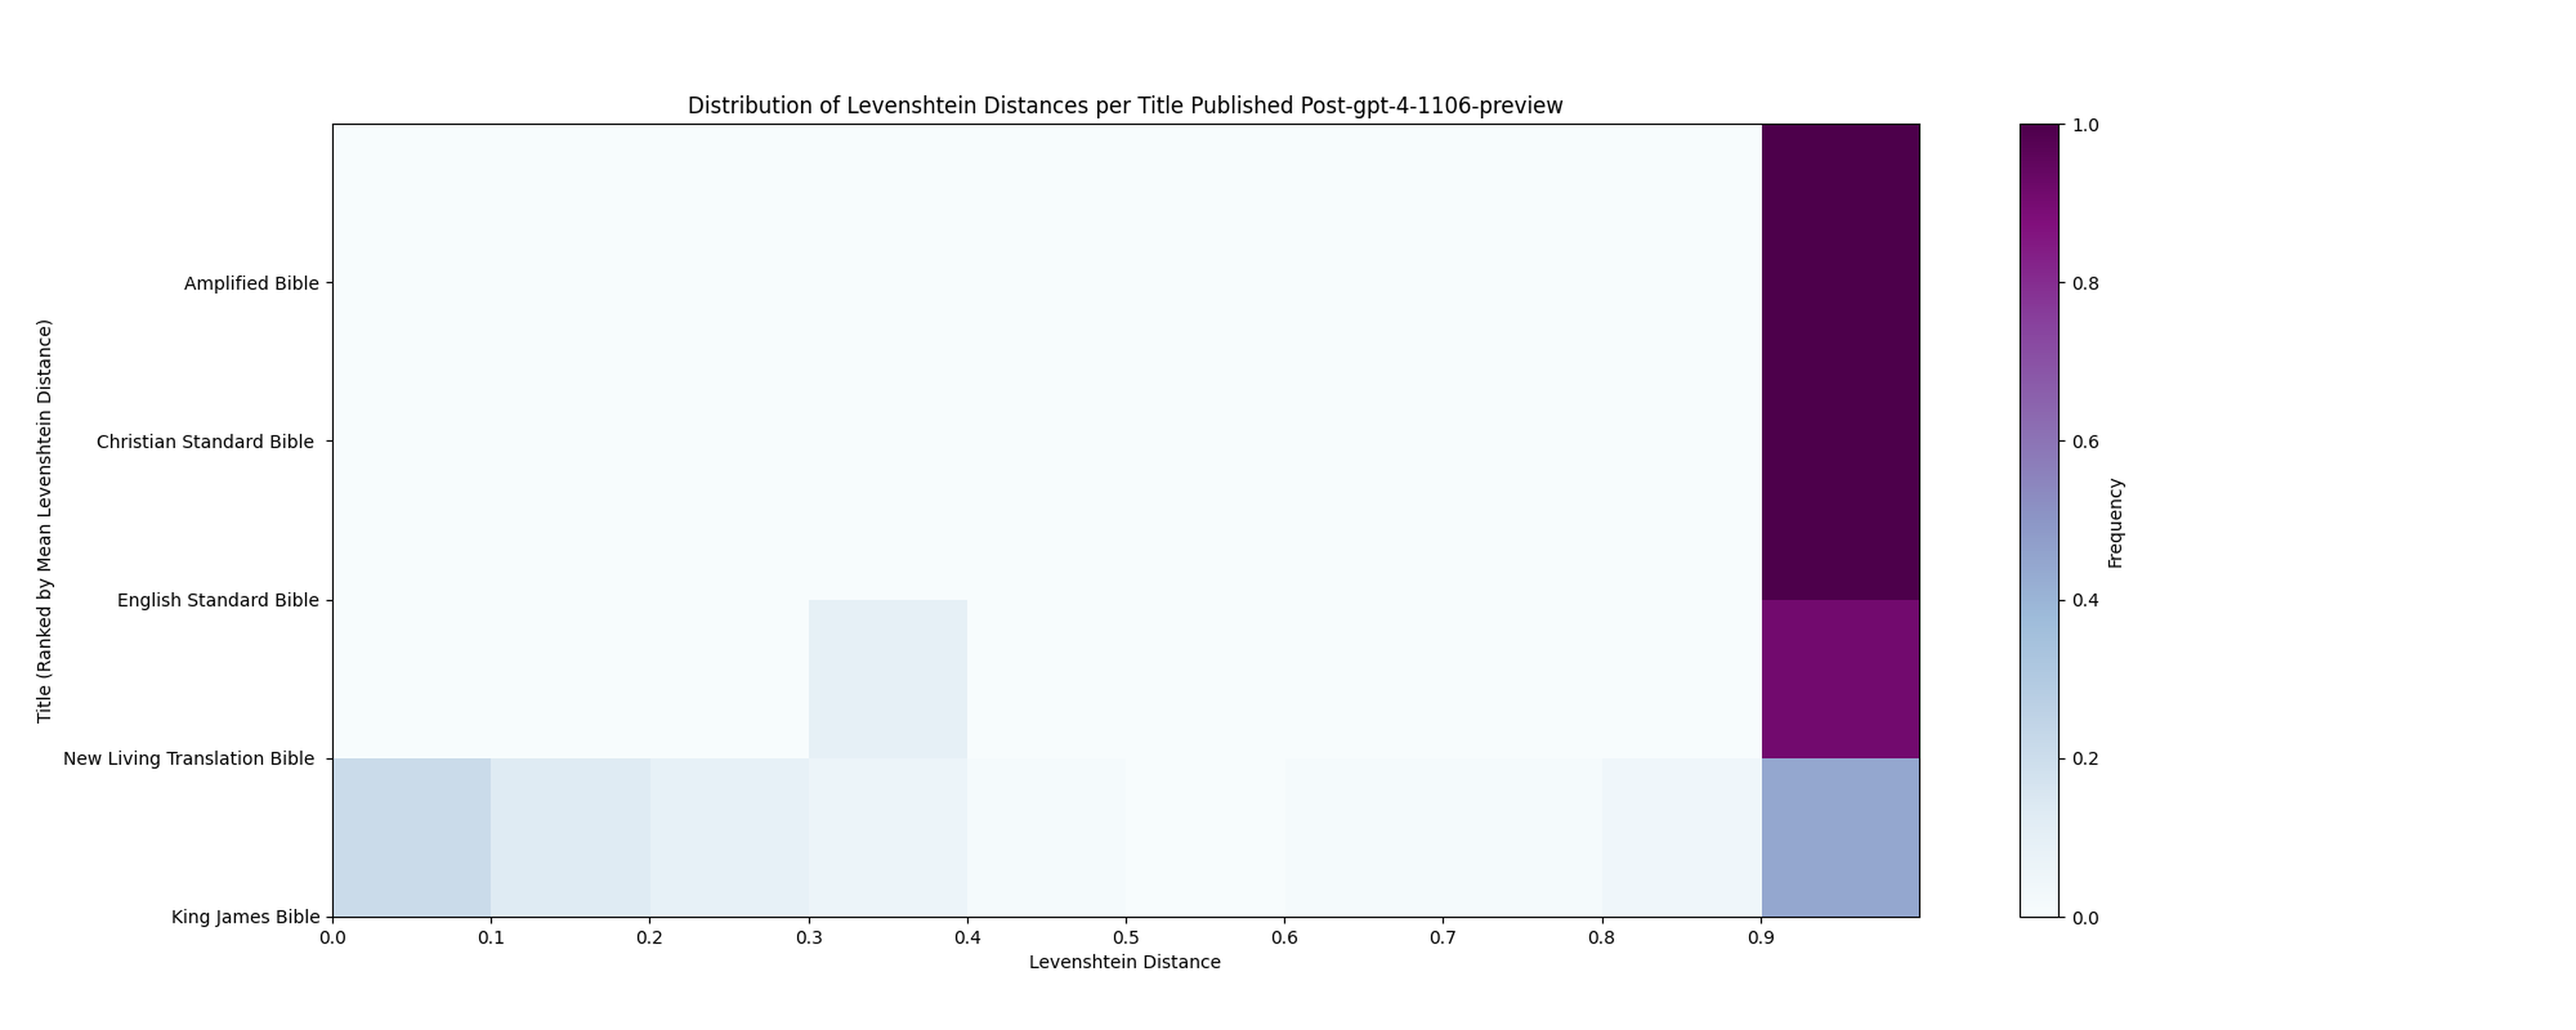 Distribution of Levenshtein Distances per Title Published Post-gpt-4-1106-preview
Title (Ranked by Mean Levenshtein Distance)
Amplified Bible
Christian Standard Bible
English Standard Bible
New Living Translation Bible
King James Bible
0.0 0.1 0.2 0.3 0.4 0.5 0.6 0.7 0.8 0.9
Levenshtein Distance
1.0
0.8
0.6
0.4
0.2
0.0
Frequency